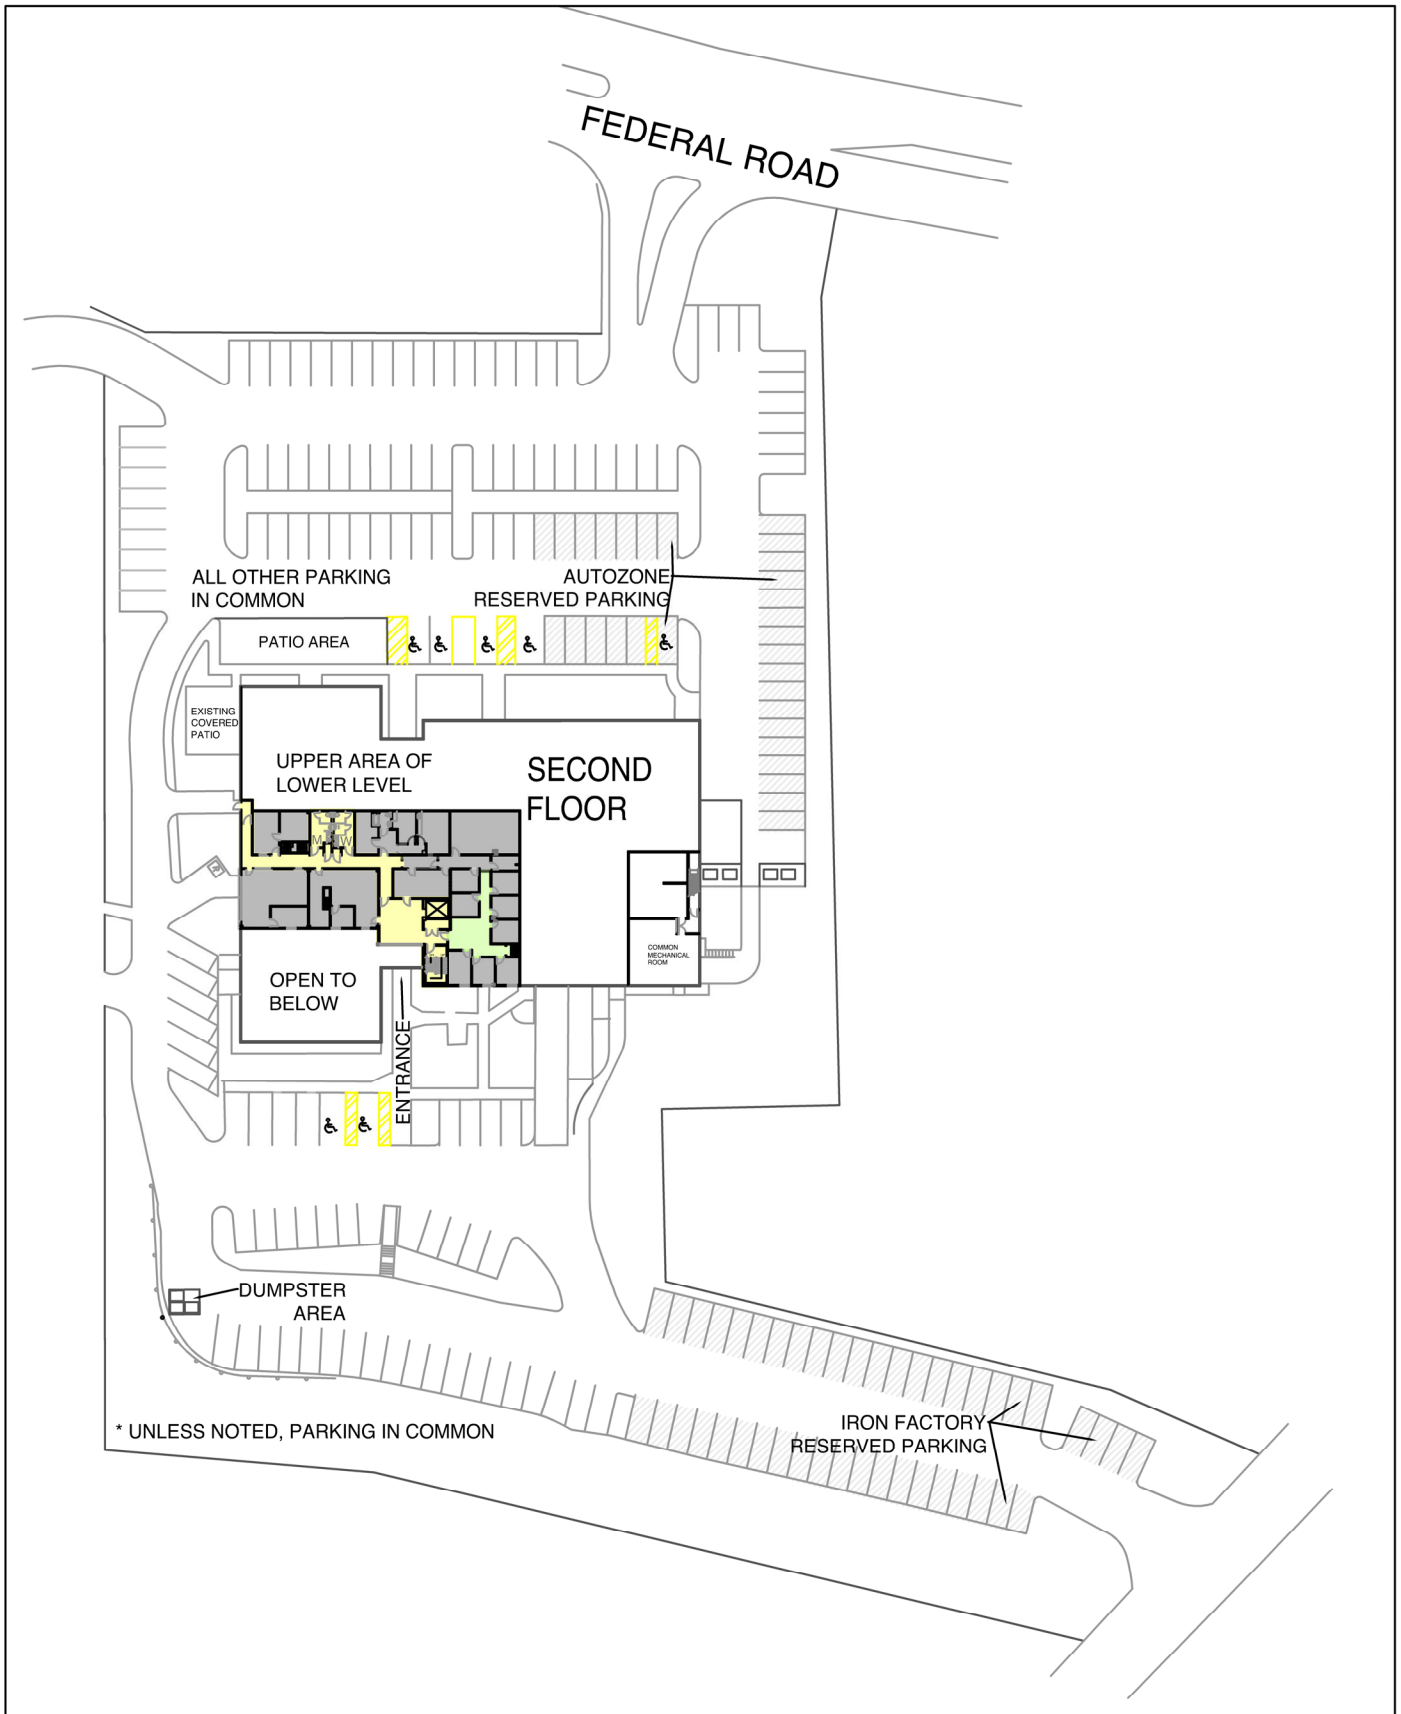 FEDERAL ROAD
ALL OTHER PARKING
IN COMMON
AUTOZONE
RESERVED PARKING
PATIO AREA
EXISTING
COVERED
PATIO
UPPER AREA OF
LOWER LEVEL
SECOND
FLOOR
M
W
COMMON
MECHANICAL
ROOM
OPEN TO
BELOW
ENTRANCE
DUMPSTER
AREA
* UNLESS NOTED, PARKING IN COMMON
IRON FACTORY
RESERVED PARKING